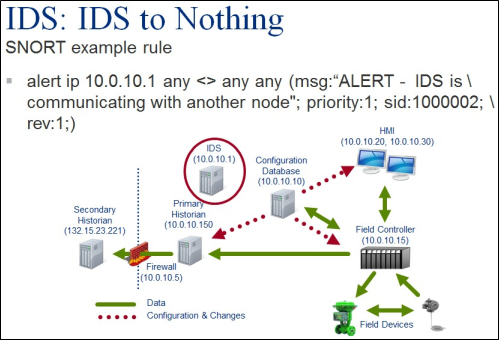 IDS: IDS to Nothing
SNORT example rule
alert ip 10.0.10.1 any <> any any (msg:“ALERT - IDS is \
communicating with another node"; priority:1; sid:1000002; \
rev:1;)
IDS
(10.0.10.1)
HMI
(10.0.10.20, 10.0.10.30)
Configuration
Database
(10.0.10.10)
Secondary
Historian
(132.15.23.221)
Primary
Historian
(10.0.10.150
Field Controller
(10.0.10.15)
Firewall
(10.0.10.5)
Data
Configuration & Changes
Field Devices